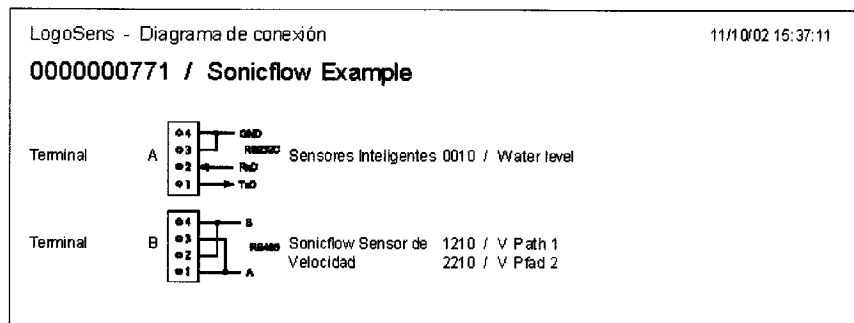 LogoSens - Diagrama de conexión 11/10/02 15:37:11
0000000771 / Sonicflow Example
Terminal A
4 GND
3 RS232C
2 RxD
1 TxD
Sensores Inteligentes 0010 / Water level
Terminal B
4 B
3
2 RS485
1 A
Sonicflow Sensor de 1210 / V Path 1
Velocidad 2210 / V Pfad 2